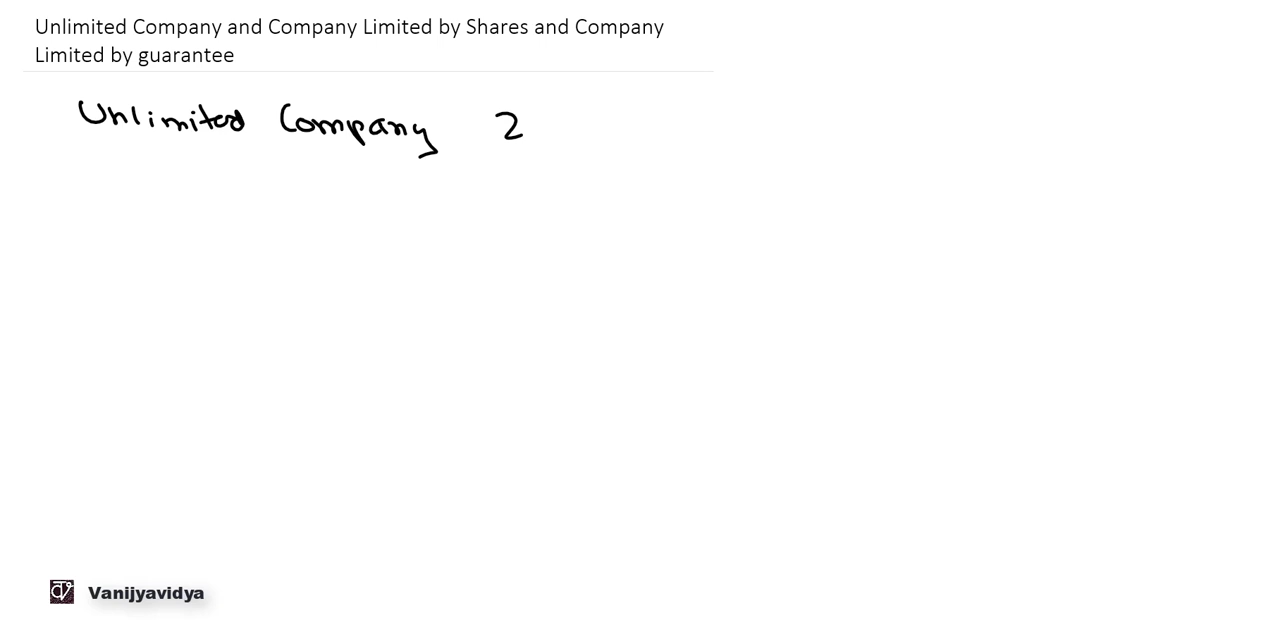 Unlimited Company and Company Limited by Shares and Company
Limited by guarantee
Unlimited Company 2
Vanijyavidya